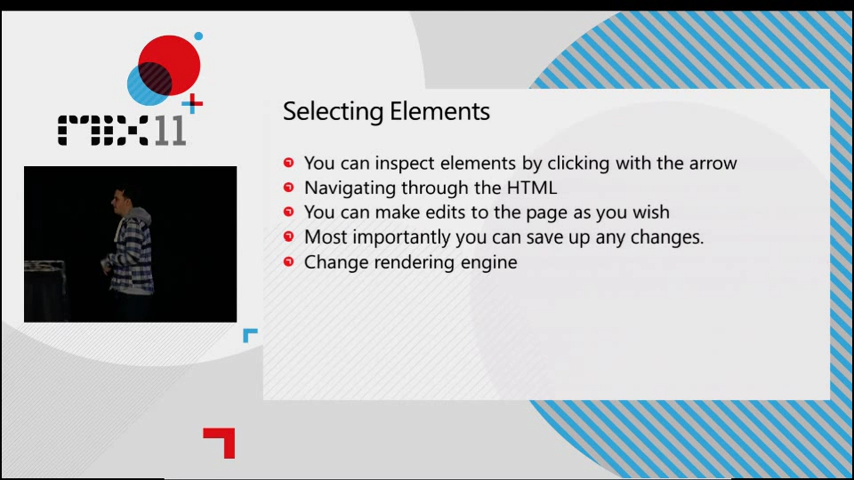 mix11
Selecting Elements
You can inspect elements by clicking with the arrow
Navigating through the HTML
You can make edits to the page as you wish
Most importantly you can save up any changes.
Change rendering engine